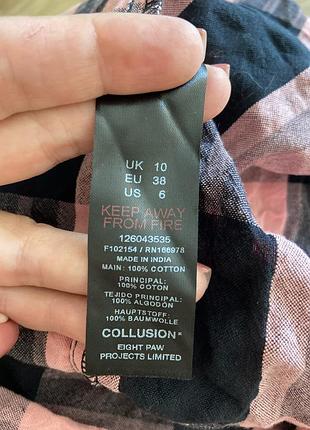 UK 10
EU 38
US 6
KEEP AWAY
FROM FIRE
126043535
F102154 / RN166978
MADE IN INDIA
MAIN: 100% COTTON
PRINCIPAL:
100% COTON
TEJIDO PRINCIPAL:
100% ALGODÓN
HAUPTSTOFF:
100% BAUMWOLLE
COLLUSION
EIGHT PAW
PROJECTS LIMITED